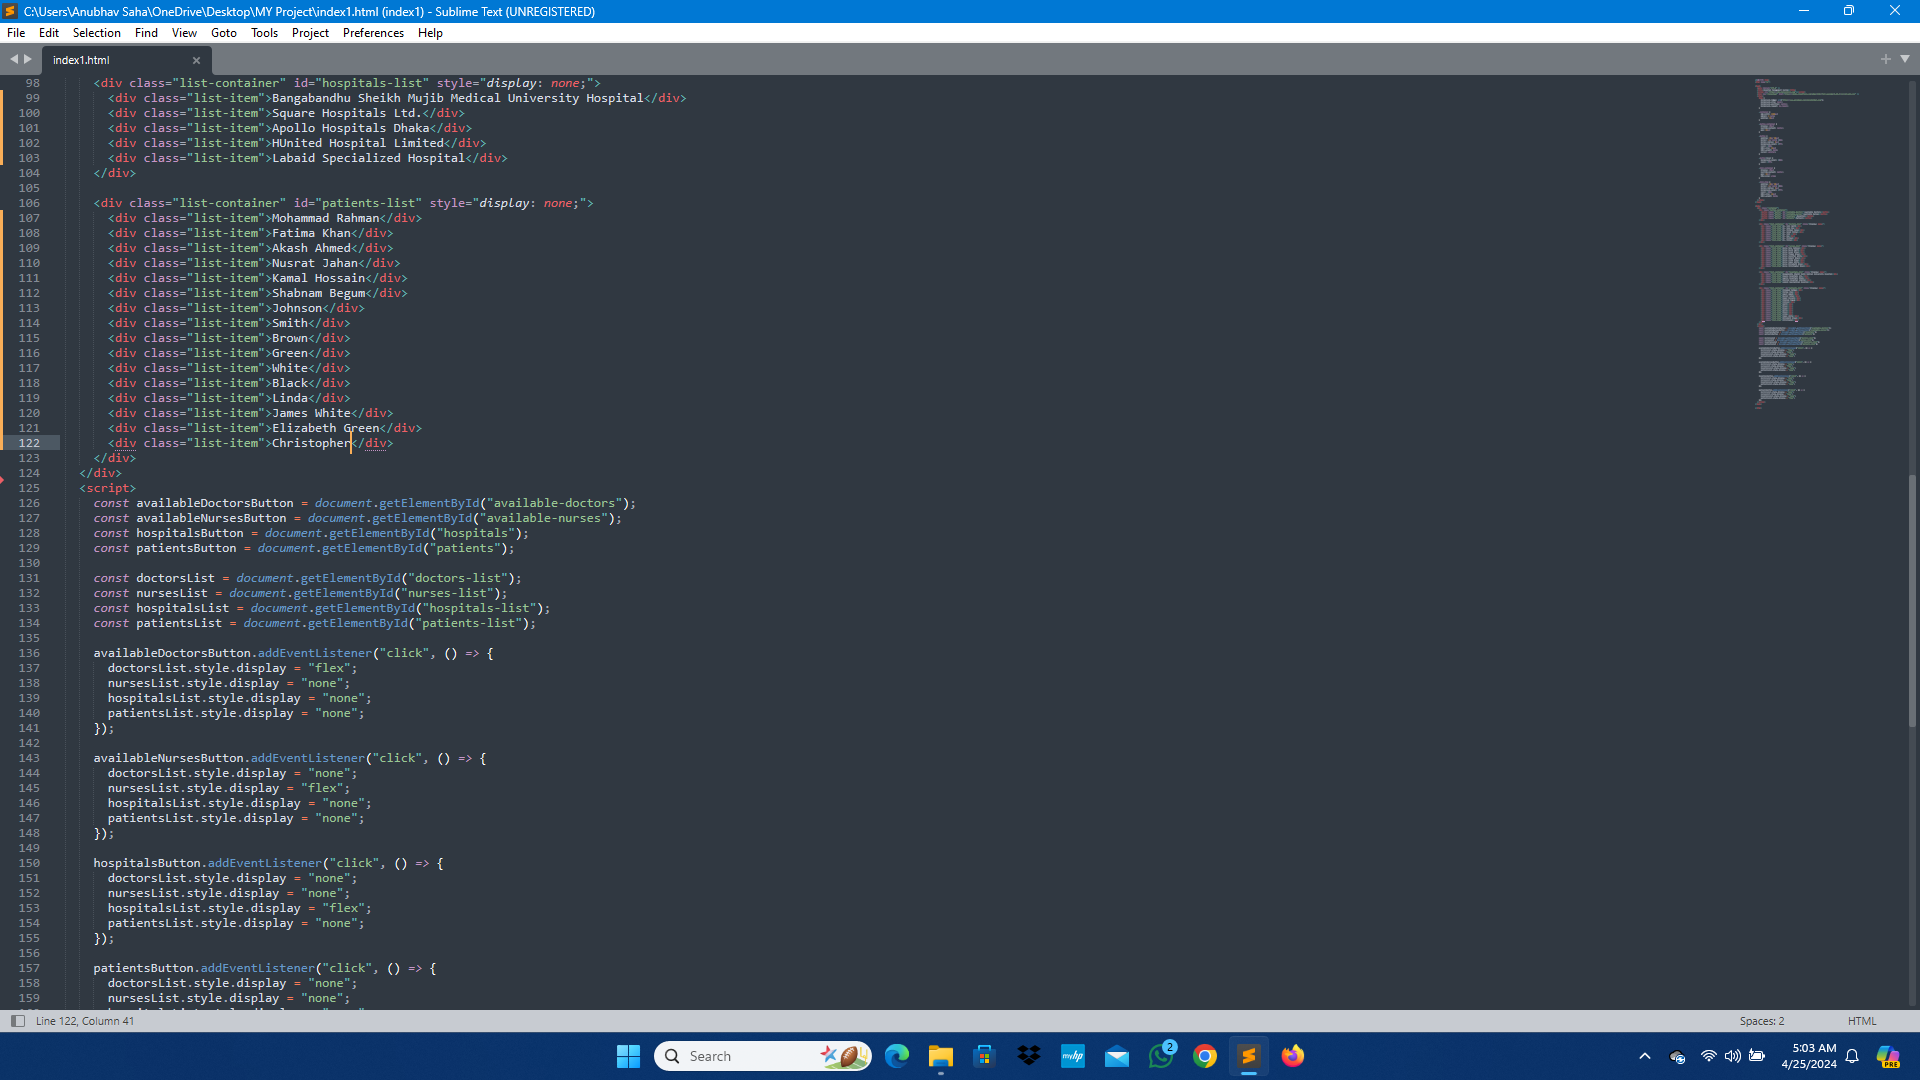 C:\Users\Anubhav Saha\OneDrive\Desktop\MY Project\index1.html (index1) - Sublime Text (UNREGISTERED)
File Edit Selection Find View Goto Tools Project Preferences Help
index1.html
98 <div class="list-container" id="hospitals-list" style="display: none;">
99 <div class="list-item">Bangabandhu Sheikh Mujib Medical University Hospital</div>
100 <div class="list-item">Square Hospitals Ltd.</div>
101 <div class="list-item">Apollo Hospitals Dhaka</div>
102 <div class="list-item">HUnited Hospital Limited</div>
103 <div class="list-item">Labaid Specialized Hospital</div>
104 </div>
105
106 <div class="list-container" id="patients-list" style="display: none;">
107 <div class="list-item">Mohammad Rahman</div>
108 <div class="list-item">Fatima Khan</div>
109 <div class="list-item">Akash Ahmed</div>
110 <div class="list-item">Nusrat Jahan</div>
111 <div class="list-item">Kamal Hossain</div>
112 <div class="list-item">Shabnam Begum</div>
113 <div class="list-item">Johnson</div>
114 <div class="list-item">Smith</div>
115 <div class="list-item">Brown</div>
116 <div class="list-item">Green</div>
117 <div class="list-item">White</div>
118 <div class="list-item">Black</div>
119 <div class="list-item">Linda</div>
120 <div class="list-item">James White</div>
121 <div class="list-item">Elizabeth Green</div>
122 <div class="list-item">Christopher</div>
123 </div>
124 </div>
125 <script>
126 const availableDoctorsButton = document.getElementById("available-doctors");
127 const availableNursesButton = document.getElementById("available-nurses");
128 const hospitalsButton = document.getElementById("hospitals");
129 const patientsButton = document.getElementById("patients");
130
131 const doctorsList = document.getElementById("doctors-list");
132 const nursesList = document.getElementById("nurses-list");
133 const hospitalsList = document.getElementById("hospitals-list");
134 const patientsList = document.getElementById("patients-list");
135
136 availableDoctorsButton.addEventListener("click", () => {
137 doctorsList.style.display = "flex";
138 nursesList.style.display = "none";
139 hospitalsList.style.display = "none";
140 patientsList.style.display = "none";
141 });
142
143 availableNursesButton.addEventListener("click", () => {
144 doctorsList.style.display = "none";
145 nursesList.style.display = "flex";
146 hospitalsList.style.display = "none";
147 patientsList.style.display = "none";
148 });
149
150 hospitalsButton.addEventListener("click", () => {
151 doctorsList.style.display = "none";
152 nursesList.style.display = "none";
153 hospitalsList.style.display = "flex";
154 patientsList.style.display = "none";
155 });
156
157 patientsButton.addEventListener("click", () => {
158 doctorsList.style.display = "none";
159 nursesList.style.display = "none";
Line 122, Column 41 Spaces: 2 HTML
Search myhp 2 5:03 AM
4/25/2024 PRE